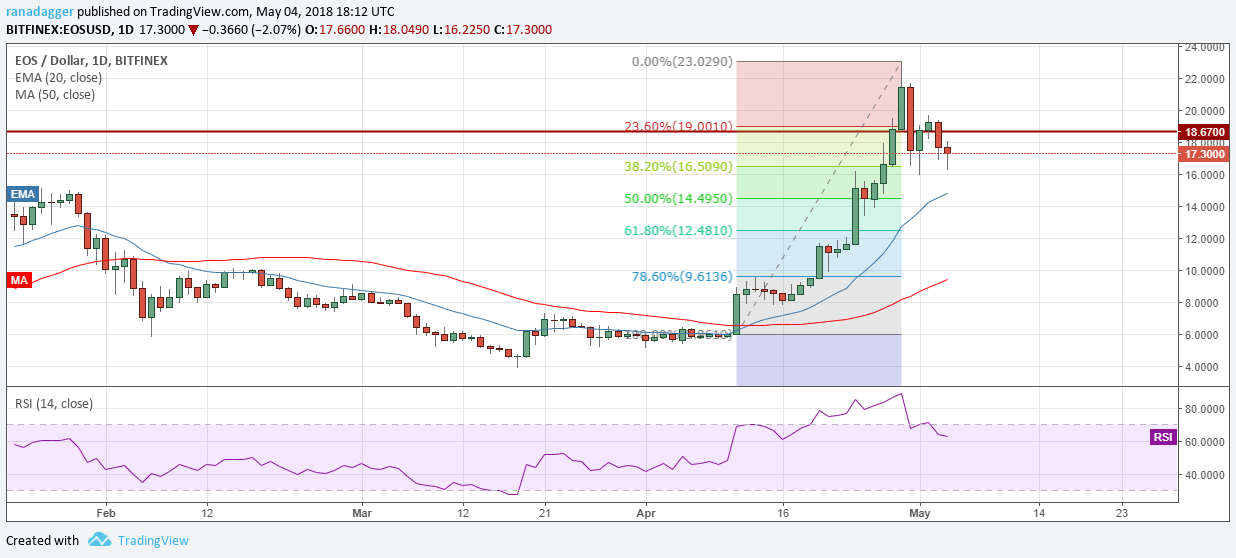 ranadagger published on TradingView.com, May 04, 2018 18:12 UTC
BITFINEX:EOSUSD, 1D 17.3000 ▼ −0.3660 (−2.07%) O:17.6600 H:18.0490 L:16.2250 C:17.3000
EOS / Dollar, 1D, BITFINEX
EMA (20, close)
MA (50, close)
0.00%(23.0290)
23.60%(19.0010)
38.20%(16.5090)
50.00%(14.4950)
61.80%(12.4810)
78.60%(9.6136)
EMA
MA
24.0000
22.0000
20.0000
18.6700
18.0000
17.3000
16.0000
14.0000
12.0000
10.0000
8.0000
6.0000
4.0000
RSI (14, close)
RSI
80.0000
60.0000
40.0000
Feb 12 Mar 12 21 Apr 16 May 14 23
Created with TradingView